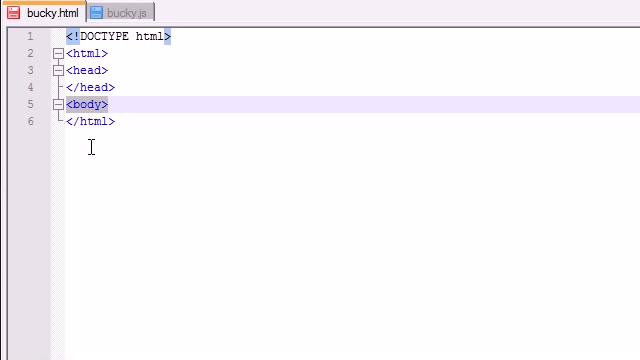 bucky.html bucky.js
1 <!DOCTYPE html>
2 <html>
3 <head>
4 </head>
5 <body>
6 </html>